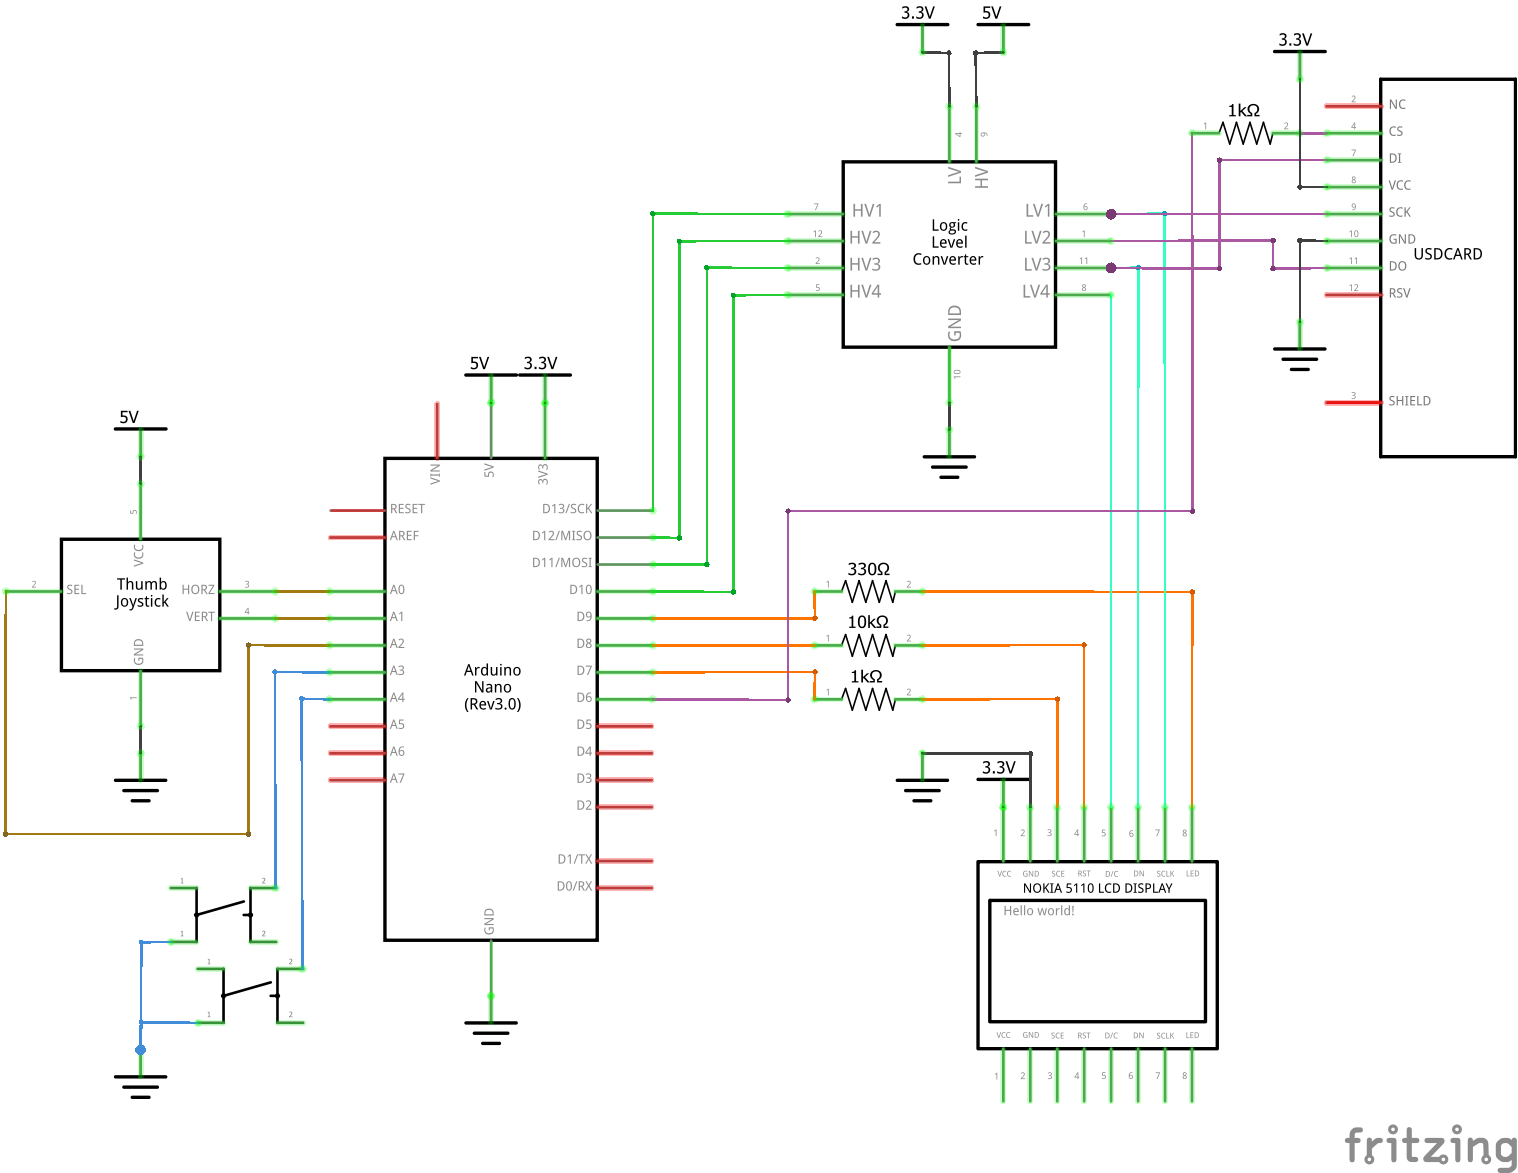 3.3V
5V
3.3V
1kΩ
1
2
2
NC
4
CS
7
DI
8
VCC
9
SCK
10
GND
11
DO
12
RSV
3
SHIELD
USDCARD
4
9
LV
HV
7
HV1
12
HV2
2
HV3
5
HV4
Logic
Level
Converter
LV1
6
LV2
1
LV3
11
LV4
8
GND
10
5V
3.3V
VIN
5V
3V3
RESET
AREF
A0
A1
A2
A3
A4
A5
A6
A7
Arduino
Nano
(Rev3.0)
D13/SCK
D12/MISO
D11/MOSI
D10
D9
D8
D7
D6
D5
D4
D3
D2
D1/TX
D0/RX
GND
5V
5
VCC
2
SEL
Thumb
Joystick
HORZ
3
VERT
4
GND
1
330Ω
1
2
10kΩ
1
2
1kΩ
1
2
1
2
1
1
2
1
2
3.3V
1
2
3
4
5
6
7
8
VCC
GND
SCE
RST
D/C
DN
SCLK
LED
NOKIA 5110 LCD DISPLAY
Hello world!
VCC
GND
SCE
RST
D/C
DN
SCLK
LED
1
2
3
4
5
6
7
8
fritzing